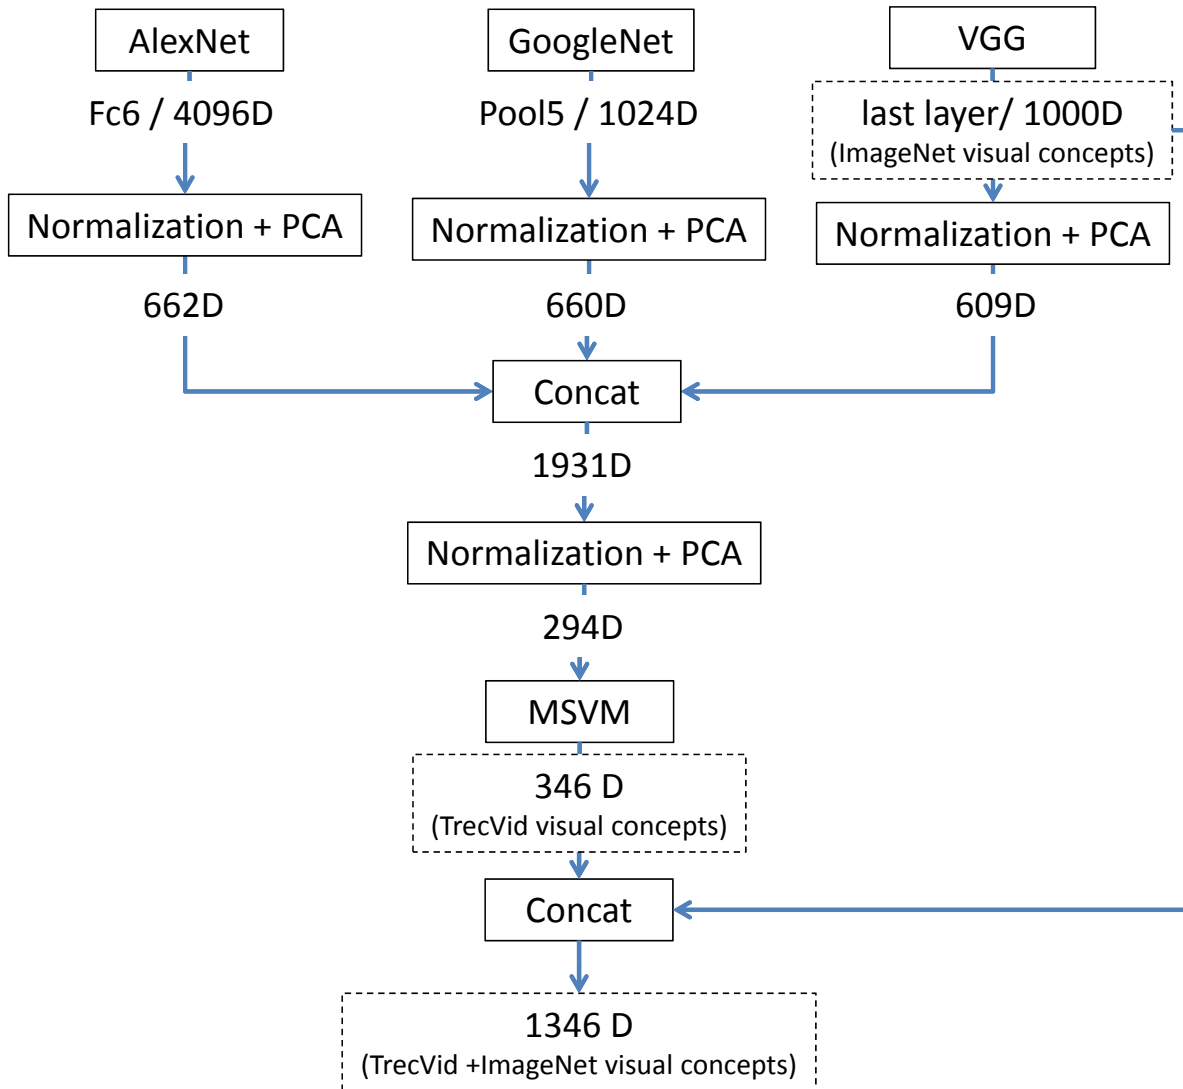 AlexNet
GoogleNet
VGG
Fc6 / 4096D
Pool5 / 1024D
last layer/ 1000D
(ImageNet visual concepts)
Normalization + PCA
Normalization + PCA
Normalization + PCA
662D
660D
609D
Concat
1931D
Normalization + PCA
294D
MSVM
346 D
(TrecVid visual concepts)
Concat
1346 D
(TrecVid +ImageNet visual concepts)